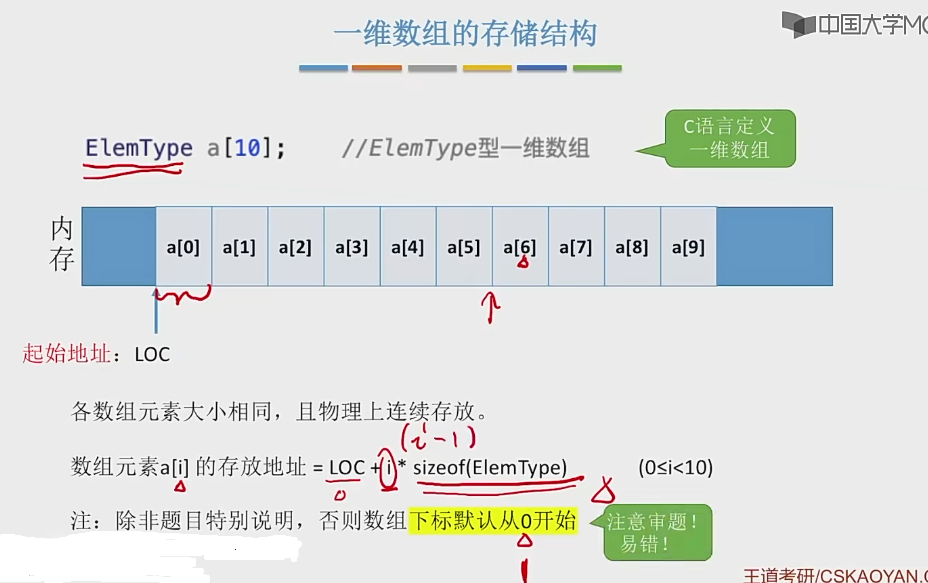 一维数组的存储结构
中国大学MO
ElemType a[10]; //ElemType型一维数组
C语言定义
一维数组
内存
a[0] a[1] a[2] a[3] a[4] a[5] a[6] a[7] a[8] a[9]
起始地址：LOC
各数组元素大小相同，且物理上连续存放。
(i-1)
数组元素a[i] 的存放地址 = LOC + i * sizeof(ElemType) (0≤i<10)
0
注：除非题目特别说明，否则数组下标默认从0开始
注意审题！
易错！
1
王道考研/CSKAOYAN.C